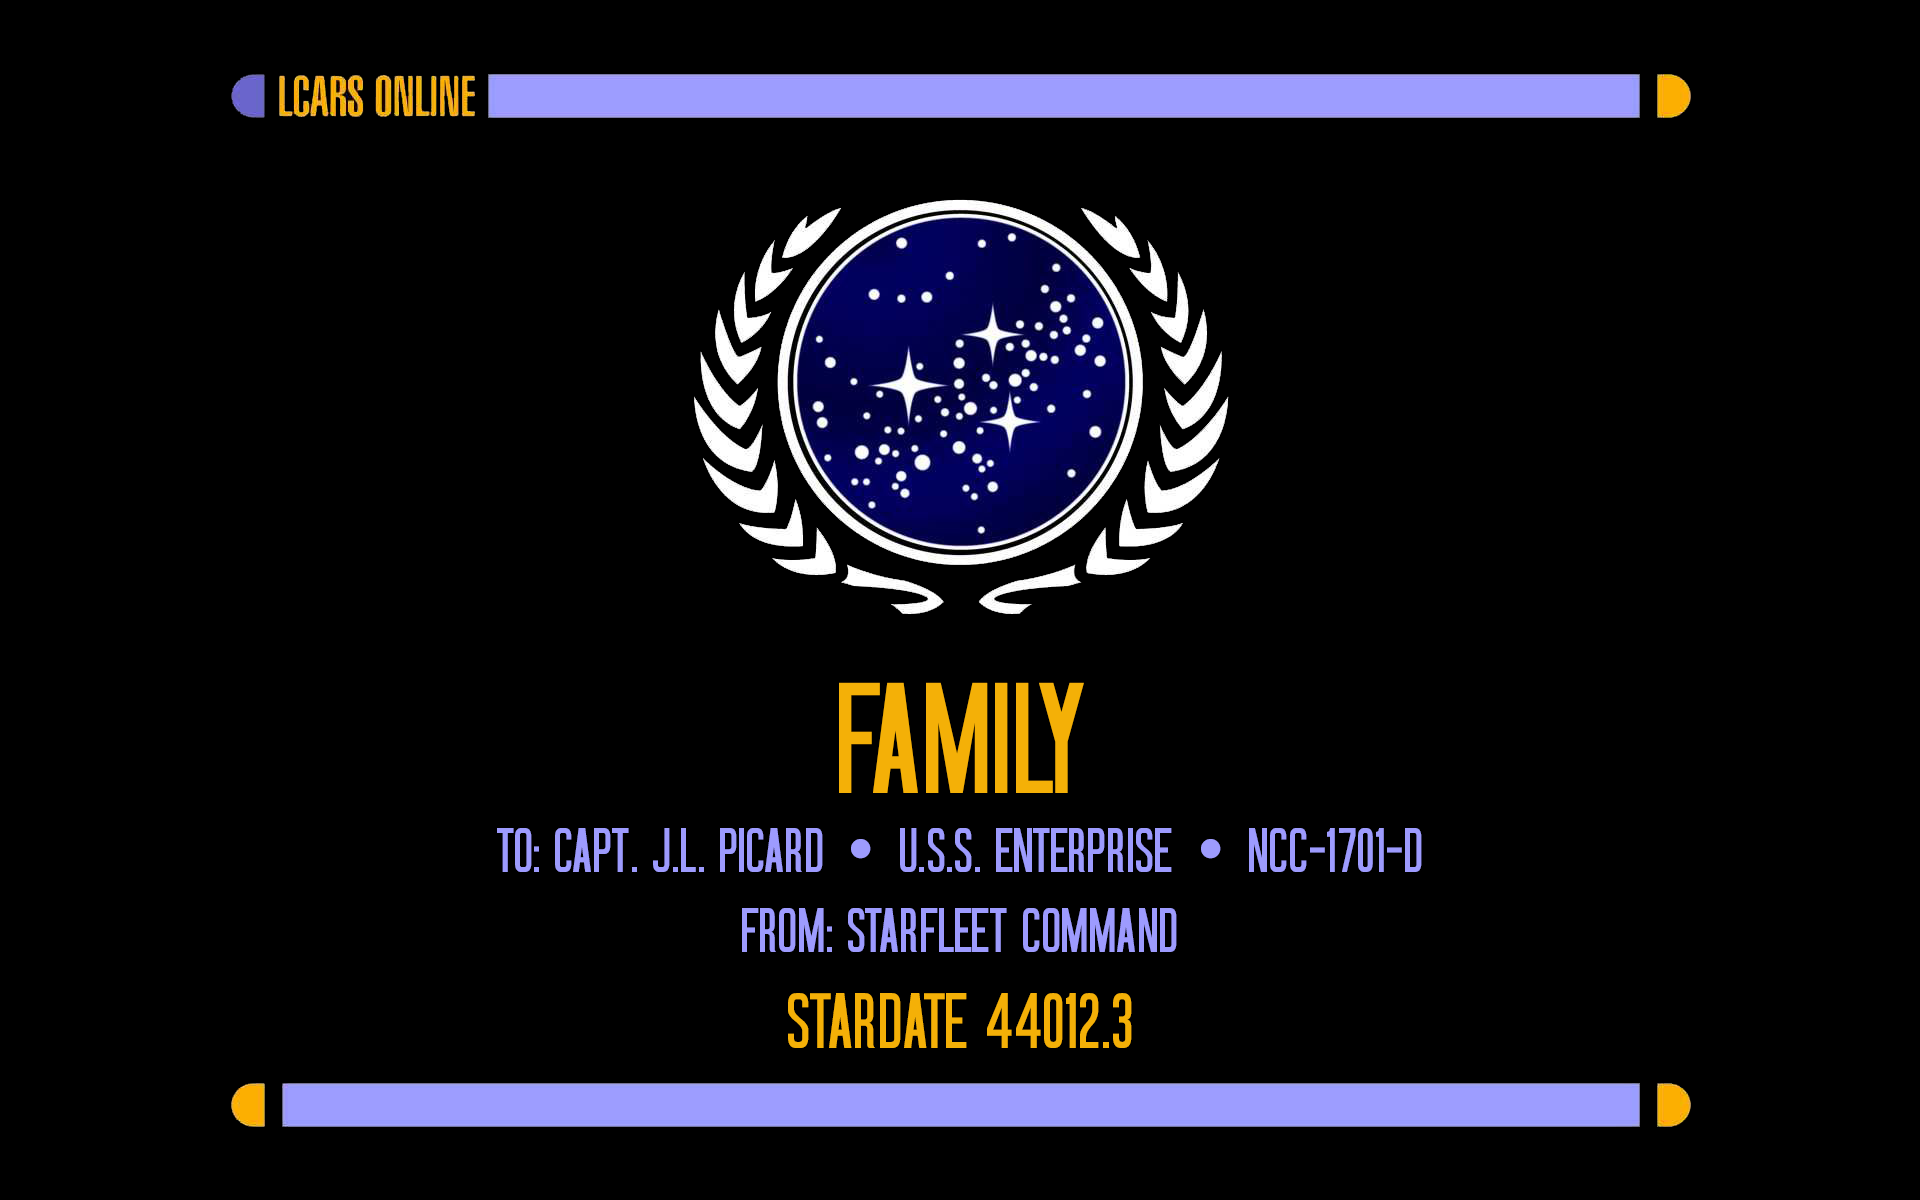 LCARS ONLINE
FAMILY
TO: CAPT. J.L. PICARD • U.S.S. ENTERPRISE • NCC-1701-D
FROM: STARFLEET COMMAND
STARDATE 44012.3